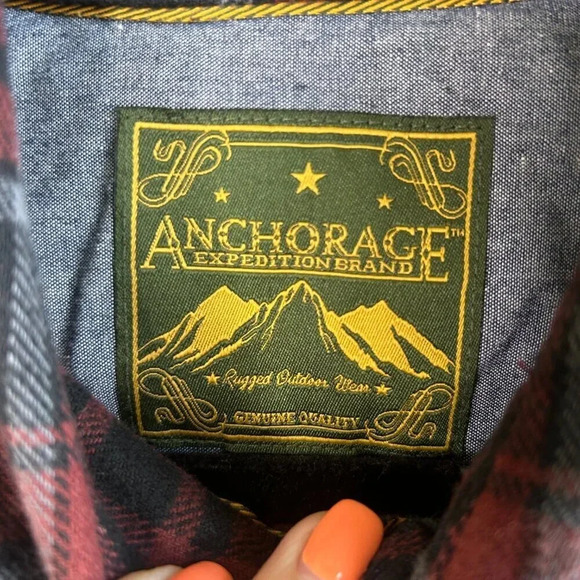 ANCHORAGE™
EXPEDITION BRAND
Rugged Outdoor Wear
GENUINE QUALITY